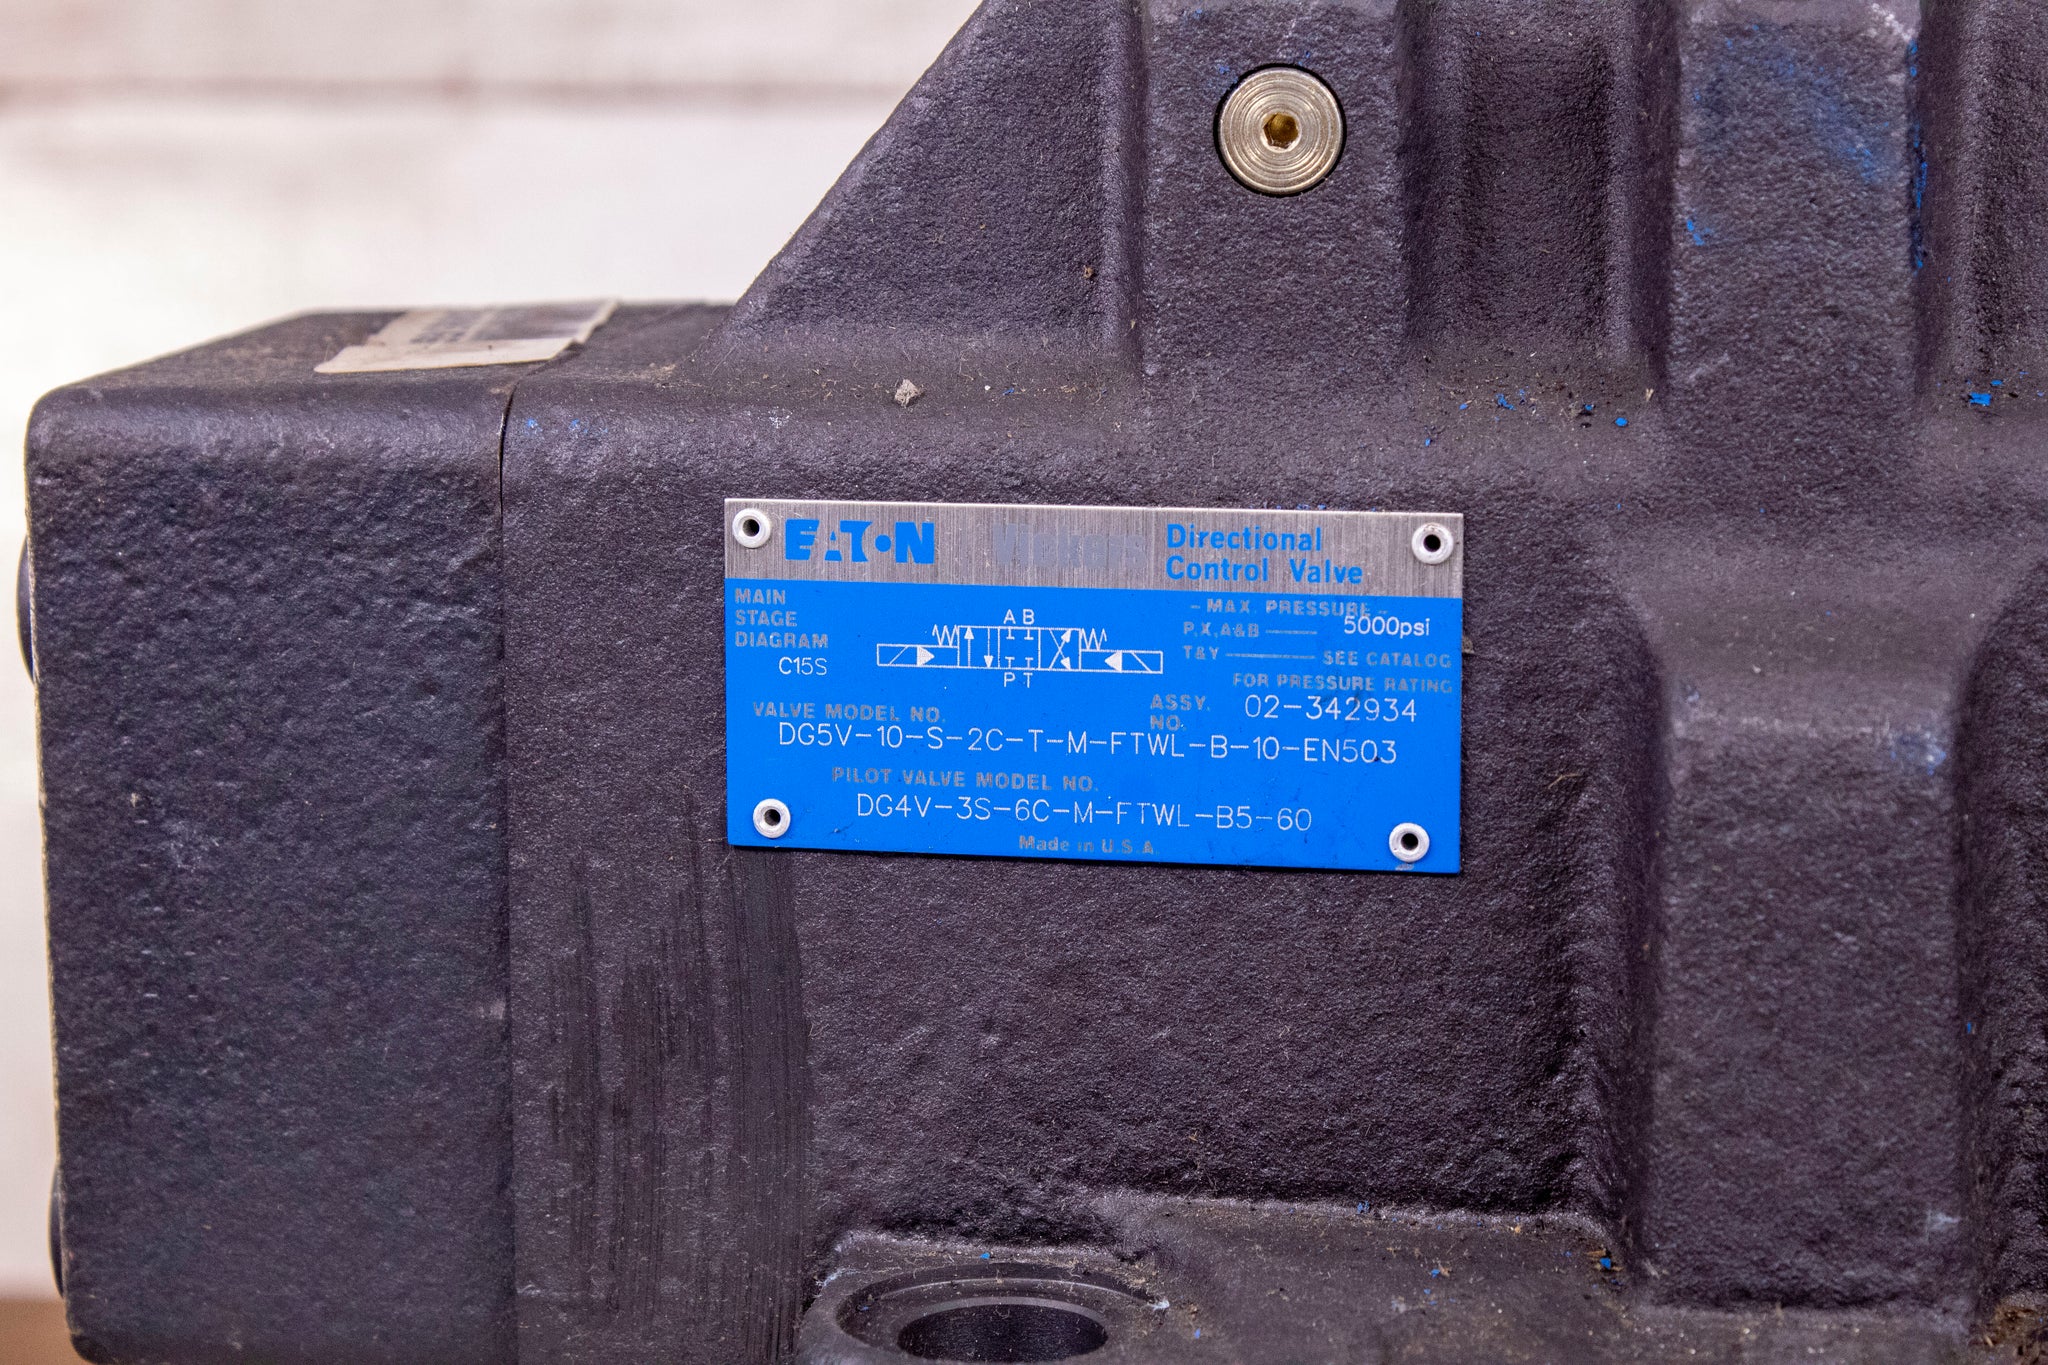 EATON Vickers Directional
Control Valve
MAIN
STAGE
DIAGRAM
C15S
A B
P T
- MAX. PRESSURE -
P,X,A&B ——— 5000psi
T&Y ——— SEE CATALOG
FOR PRESSURE RATING
ASSY.
NO. 02-342934
VALVE MODEL NO.
DG5V-10-S-2C-T-M-FTWL-B-10-EN503
PILOT VALVE MODEL NO.
DG4V-3S-6C-M-FTWL-B5-60
Made in U.S.A.